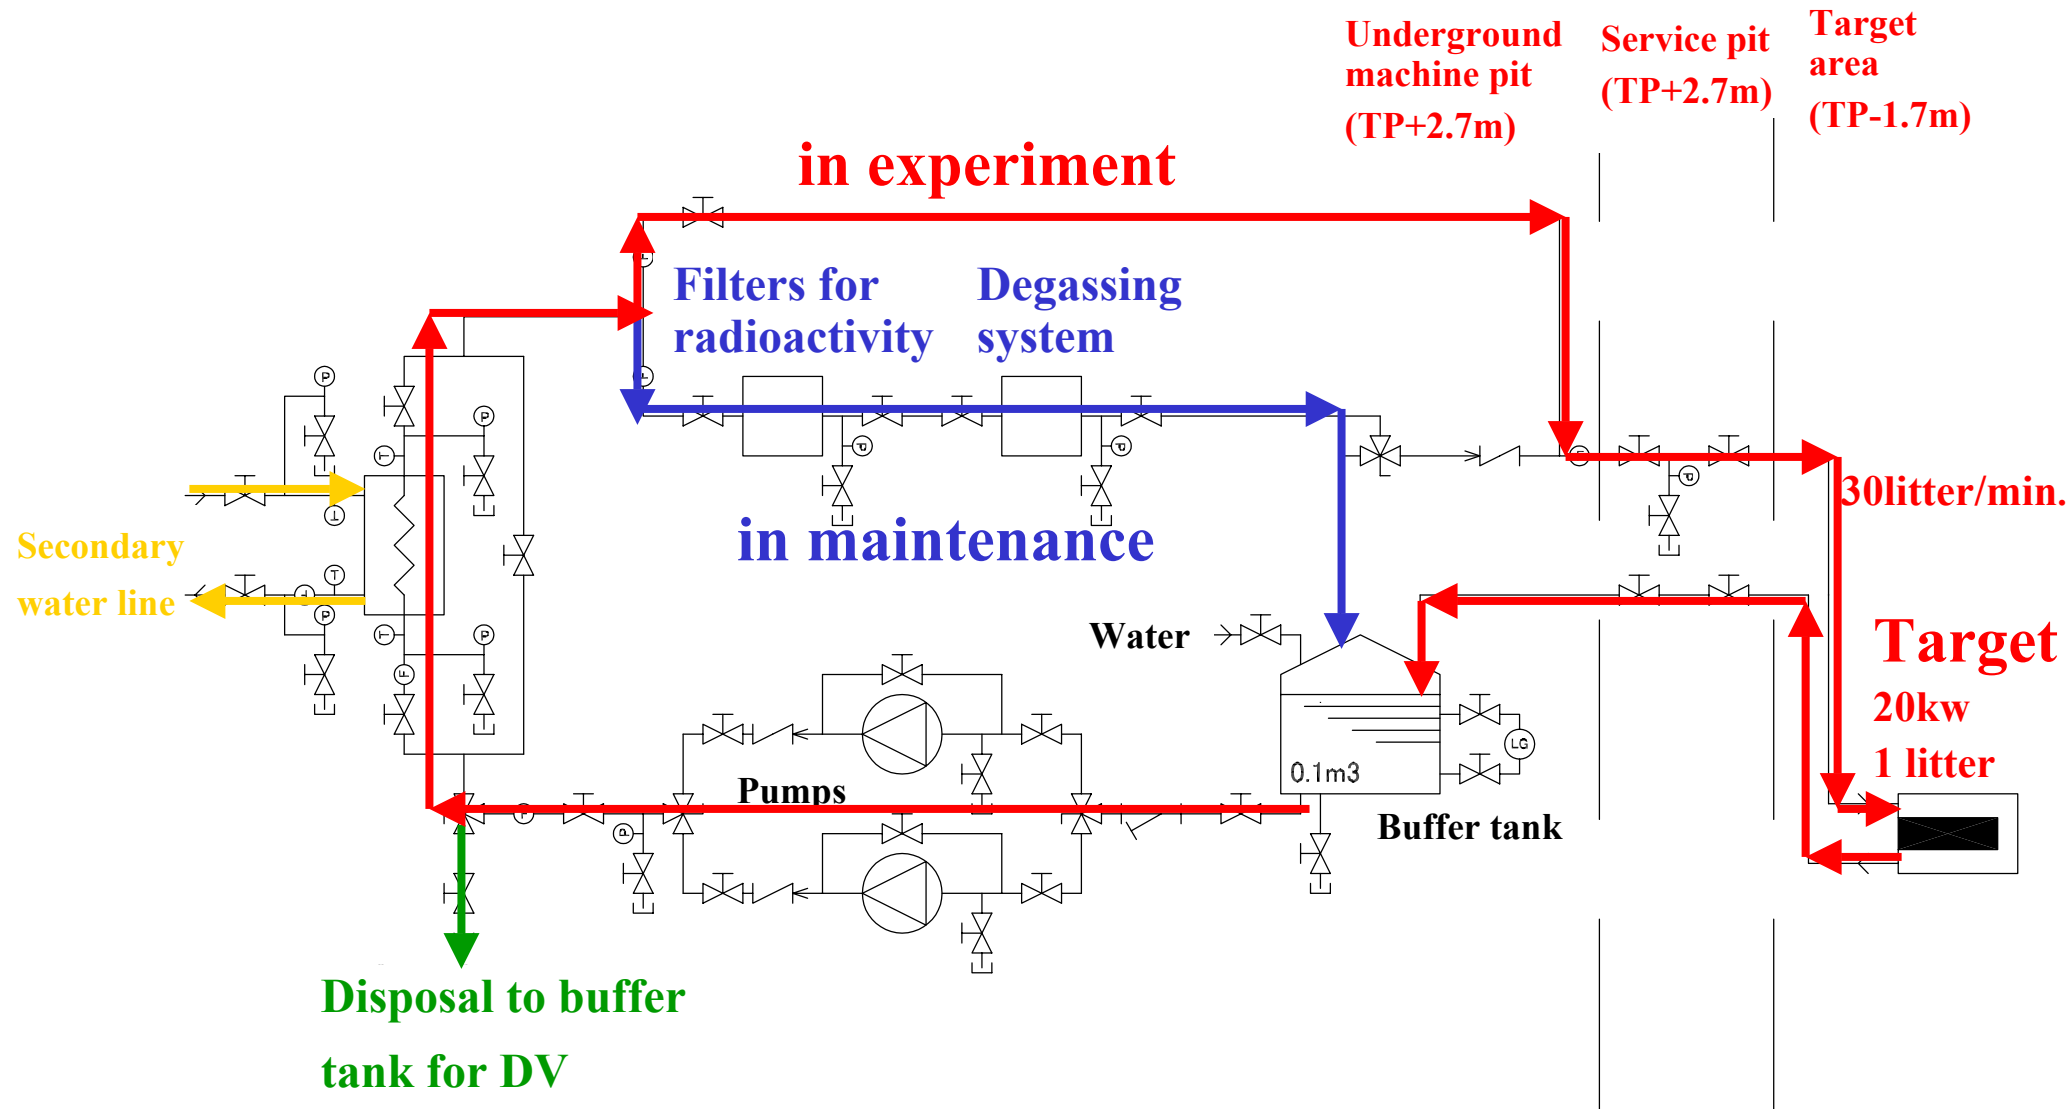 Underground
machine pit
(TP+2.7m)
Service pit
(TP+2.7m)
Target
area
(TP-1.7m)
in experiment
Filters for
radioactivity
Degassing
system
P
P
T
P
P
P
30litter/min.
T
in maintenance
Secondary
water line
T
P
T
P
F
Water
Target
20kw
1 litter
LG
0.1m3
Pumps
P
Buffer tank
Disposal to buffer
tank for DV